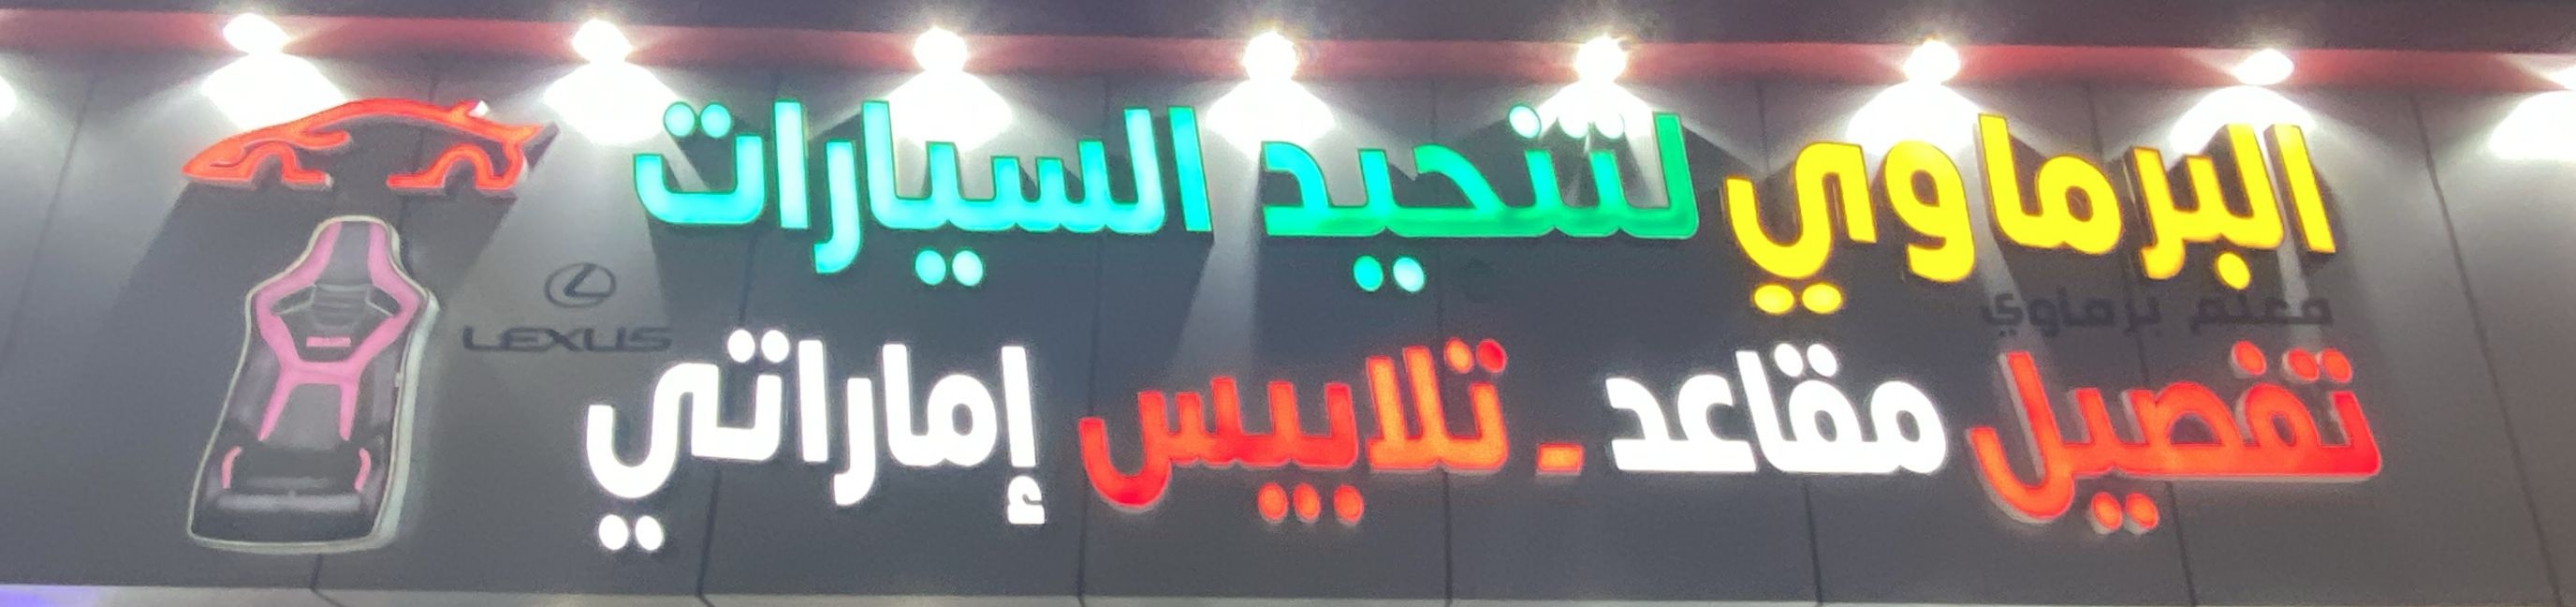 البرماوي لتنجيد السيارات
معلم برماوي
LEXUS
تفصيل مقاعد - تلابيس إماراتي